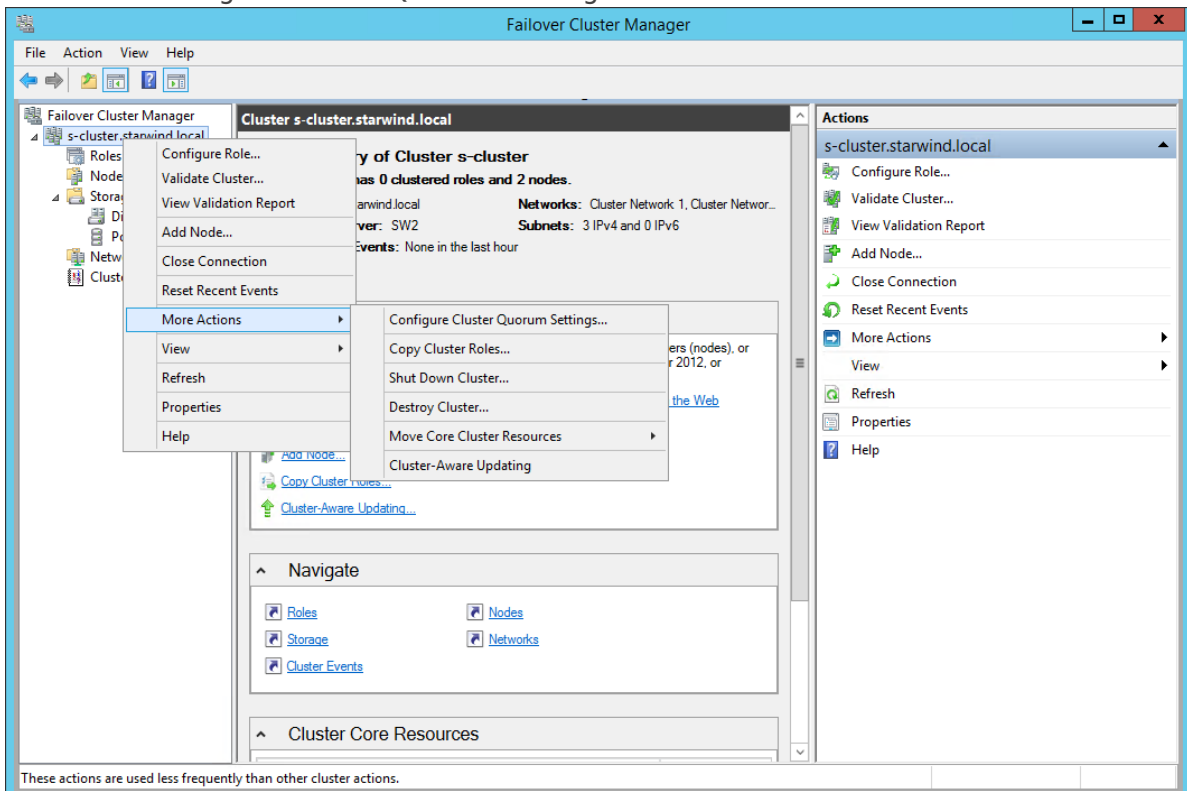 Failover Cluster Manager
File Action View Help
Failover Cluster Manager
s-cluster.starwind.local
Roles
Node
Stora
Di
Po
Netw
Clust
Configure Role...
Validate Cluster...
View Validation Report
Add Node...
Close Connection
Reset Recent Events
More Actions
View
Refresh
Properties
Help
Configure Cluster Quorum Settings...
Copy Cluster Roles...
Shut Down Cluster...
Destroy Cluster...
Move Core Cluster Resources
Cluster-Aware Updating
Cluster s-cluster.starwind.local
ry of Cluster s-cluster
has 0 clustered roles and 2 nodes.
arwind.local Networks: Cluster Network 1, Cluster Networ...
ver: SW2 Subnets: 3 IPv4 and 0 IPv6
Events: None in the last hour
ers (nodes), or
r 2012, or
the Web
Add Node...
Copy Cluster Roles...
Cluster-Aware Updating...
Navigate
Roles Nodes
Storage Networks
Cluster Events
Cluster Core Resources
Actions
s-cluster.starwind.local
Configure Role...
Validate Cluster...
View Validation Report
Add Node...
Close Connection
Reset Recent Events
More Actions
View
Refresh
Properties
Help
These actions are used less frequently than other cluster actions.